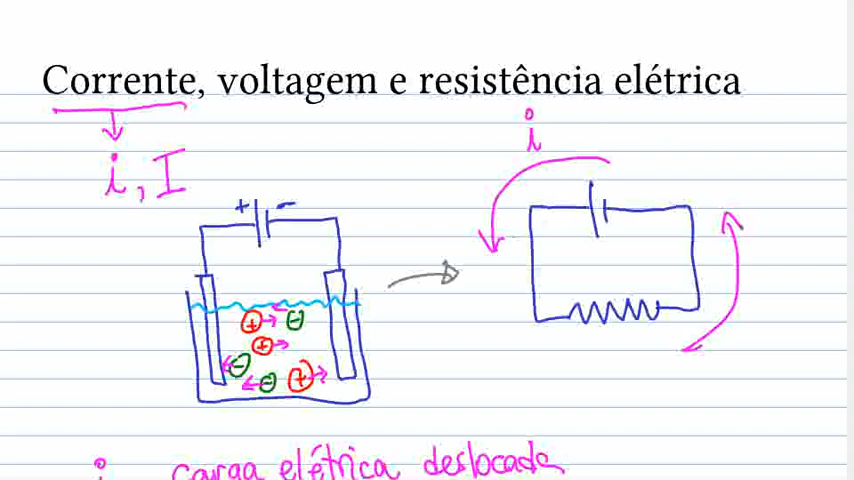 Corrente, voltagem e resistência elétrica
i
i, I
+ -
+ -
+
- - +
i carga elétrica deslocada